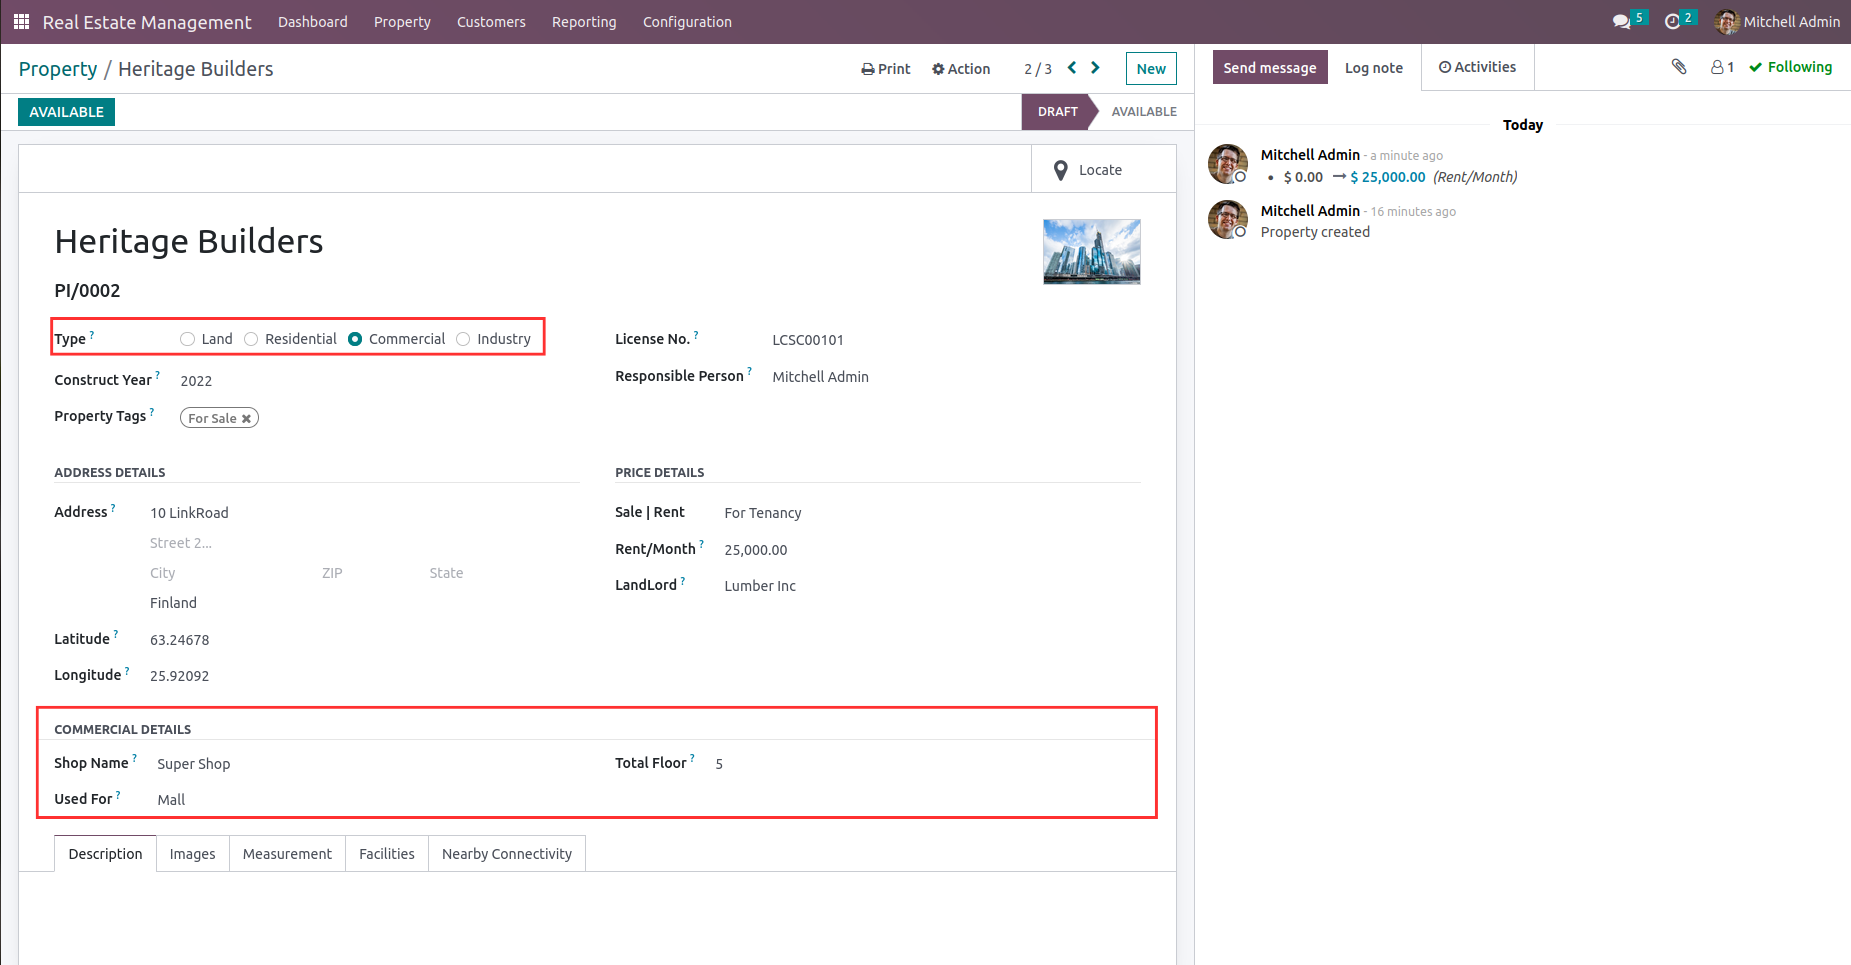 Real Estate Management Dashboard Property Customers Reporting Configuration 5 2 Mitchell Admin
Property / Heritage Builders Print Action 2 / 3 New
Send message Log note Activities 1 Following
AVAILABLE DRAFT AVAILABLE
Today
Mitchell Admin - a minute ago
• $ 0.00 → $ 25,000.00 (Rent/Month)
Mitchell Admin - 16 minutes ago
Property created
Locate
Heritage Builders
PI/0002
Type ? Land Residential Commercial Industry
License No. ? LCSC00101
Construct Year ? 2022
Responsible Person ? Mitchell Admin
Property Tags ? For Sale ✖
ADDRESS DETAILS
Address ? 10 LinkRoad
Street 2...
City ZIP State
Finland
Latitude ? 63.24678
Longitude ? 25.92092
PRICE DETAILS
Sale | Rent For Tenancy
Rent/Month ? 25,000.00
LandLord ? Lumber Inc
COMMERCIAL DETAILS
Shop Name ? Super Shop
Total Floor ? 5
Used For ? Mall
Description Images Measurement Facilities Nearby Connectivity